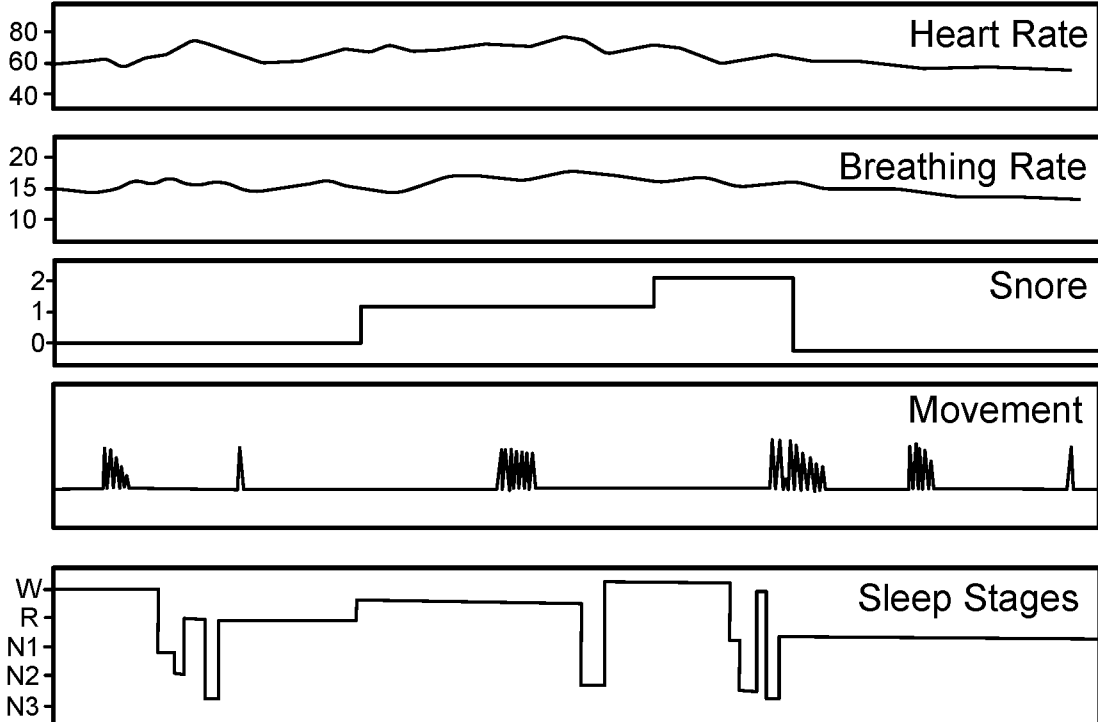 Heart Rate
80
60
40
Breathing Rate
20
15
10
Snore
2
1
0
Movement
Sleep Stages
W
R
N1
N2
N3